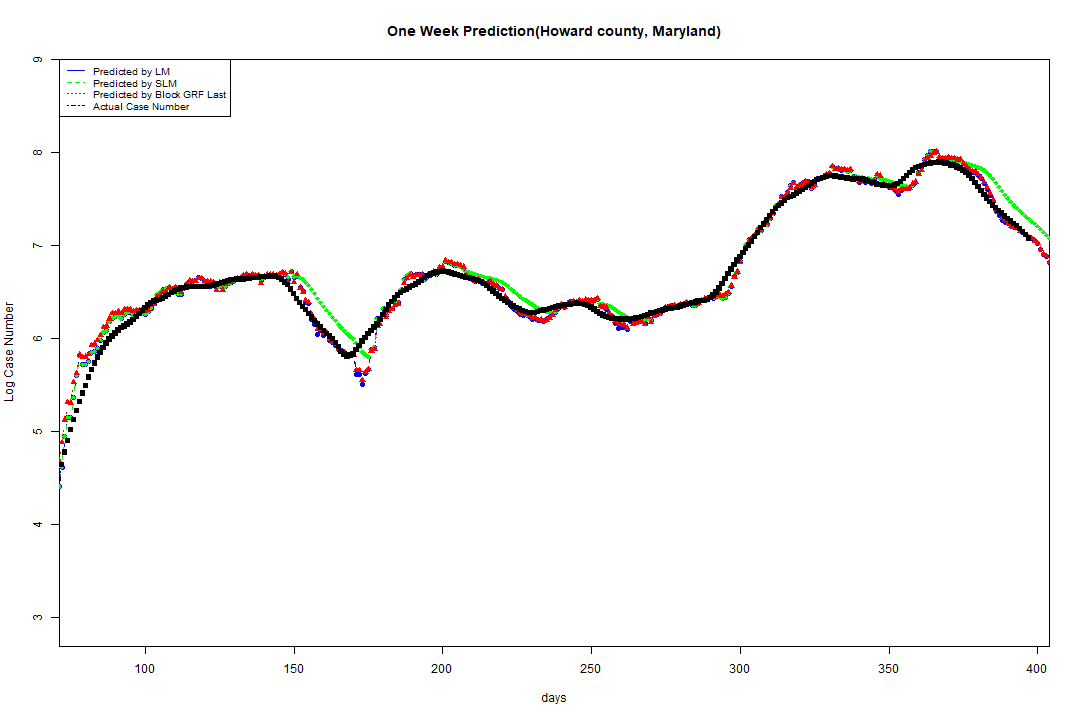 One Week Prediction(Howard county, Maryland)
Predicted by LM
Predicted by SLM
Predicted by Block GRF Last
Actual Case Number
9
8
7
6
5
4
3
Log Case Number
100 150 200 250 300 350 400
days